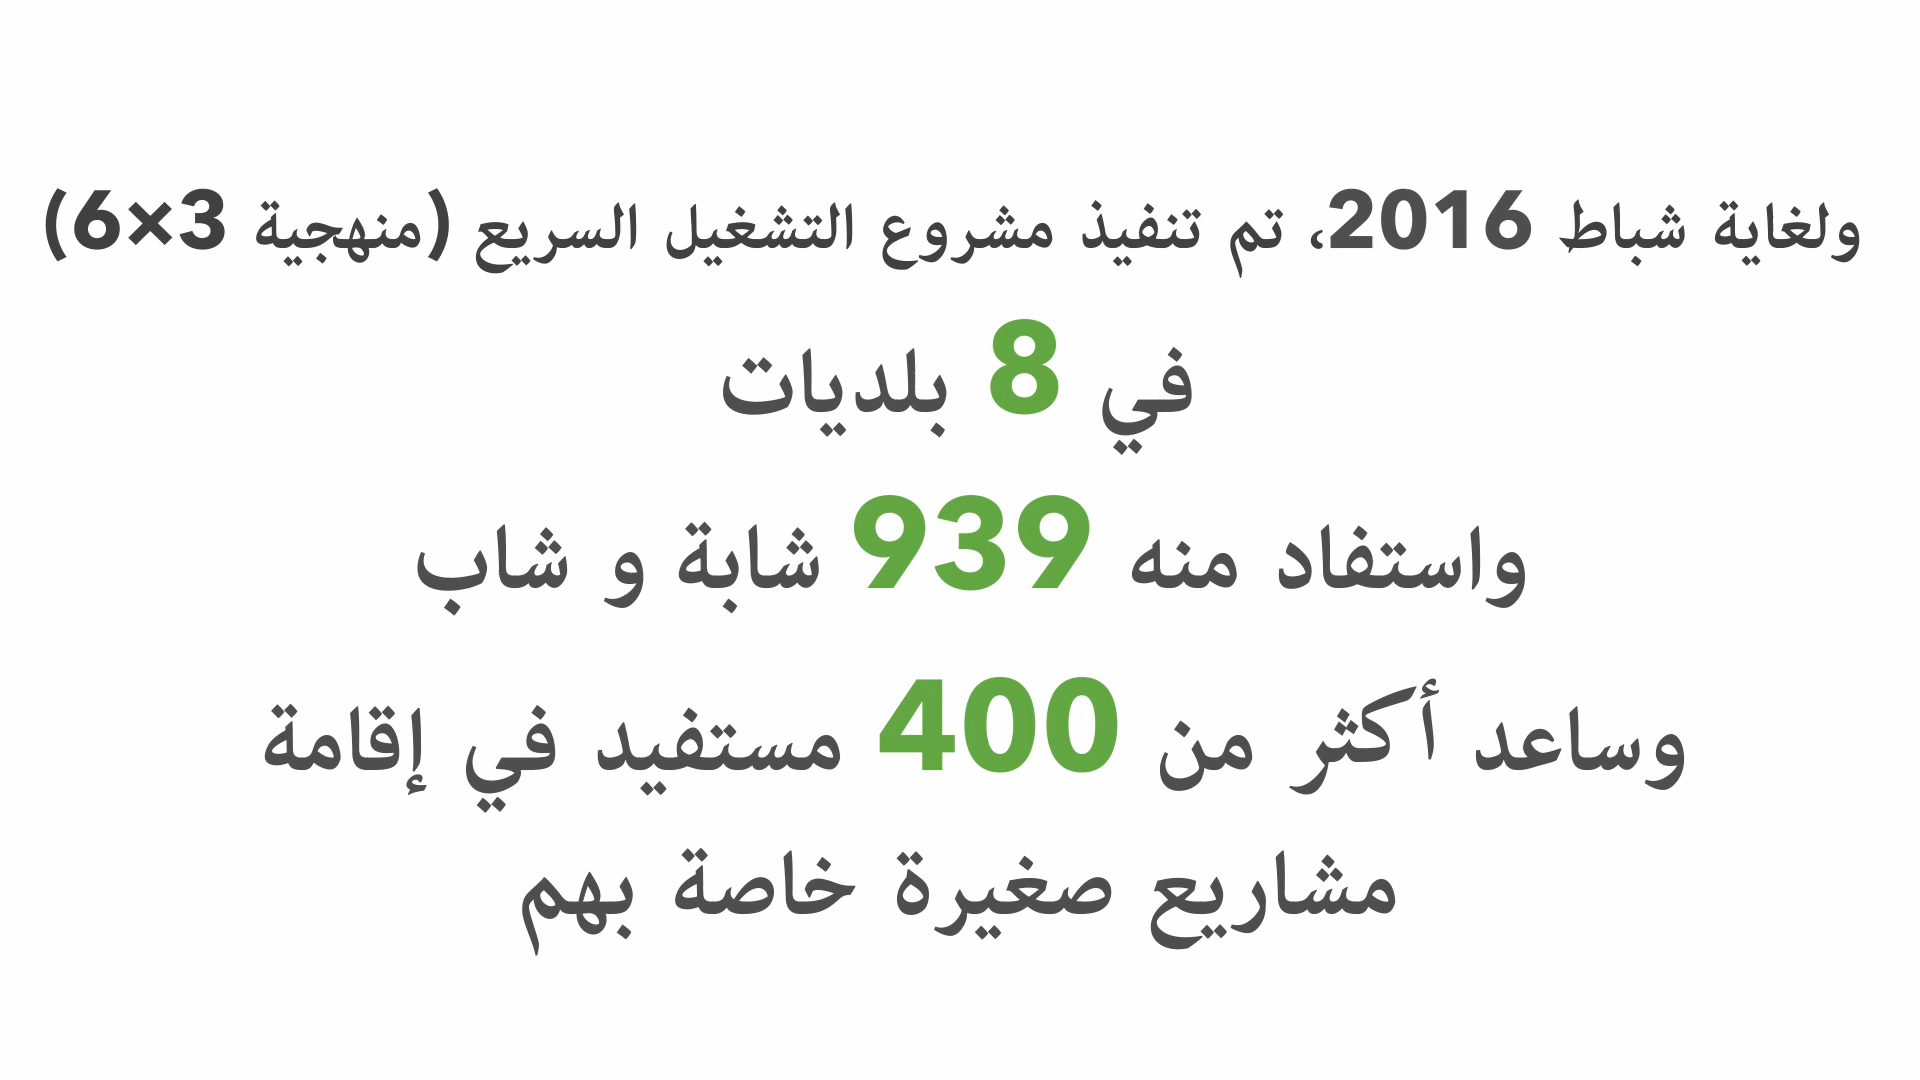 ولغاية شباط 2016، تم تنفيذ مشروع التشغيل السريع (منهجية 3×6)
في 8 بلديات
واستفاد منه 939 شابة و شاب
وساعد أكثر من 400 مستفيد في إقامة
مشاريع صغيرة خاصة بهم